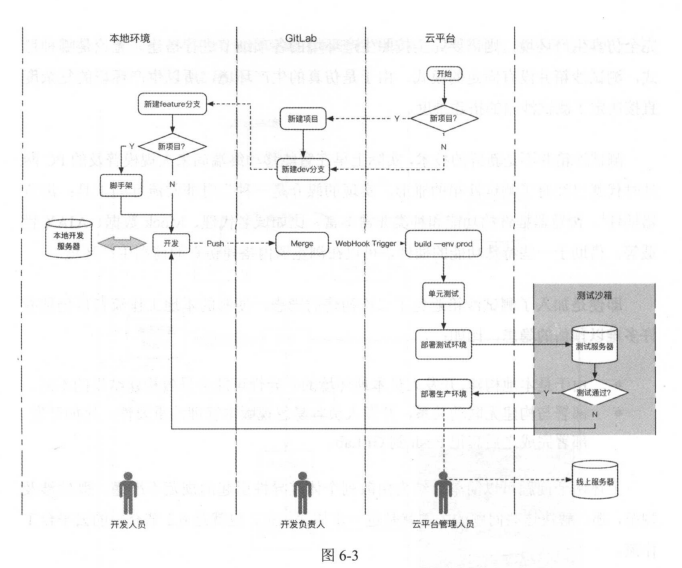 本地环境
GitLab
云平台
开始
新建feature分支
新建项目
Y
新项目?
N
Y
新项目?
新建dev分支
脚手架
N
本地开发
服务器
开发
Push
Merge
WebHook Trigger
build —env prod
单元测试
测试沙箱
部署测试环境
测试服务器
部署生产环境
Y
测试通过?
N
线上服务器
开发人员
开发负责人
云平台管理人员
图 6-3